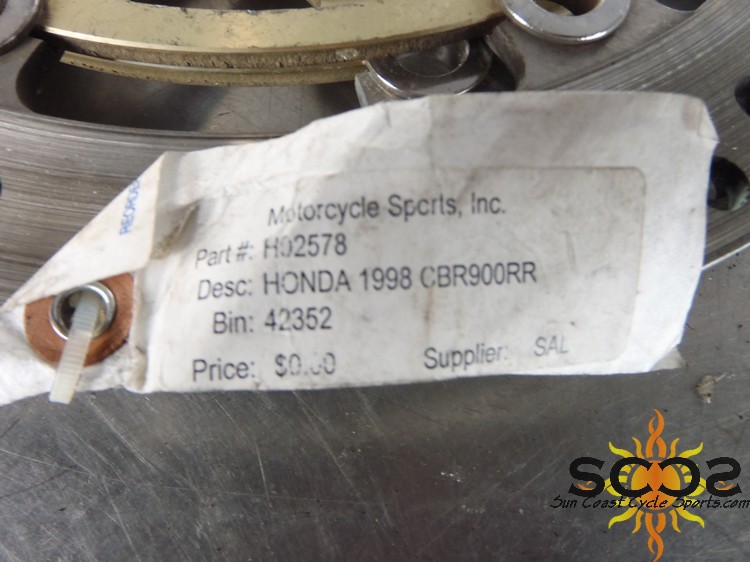 REORDER
Motorcycle Sports, Inc.
Part #: H02578
Desc: HONDA 1998 CBR900RR
Bin: 42352
Price: $0.00 Supplier: SAL
SCCS
Sun Coast Cycle Sports.com